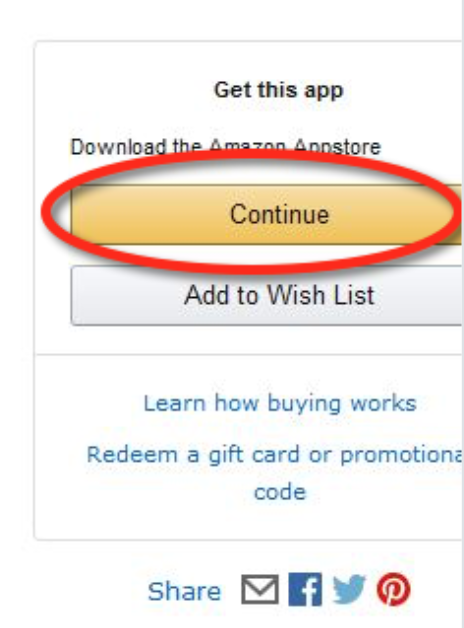 Get this app
Download the Amazon Appstore
Continue
Add to Wish List
Learn how buying works
Redeem a gift card or promotiona
code
Share